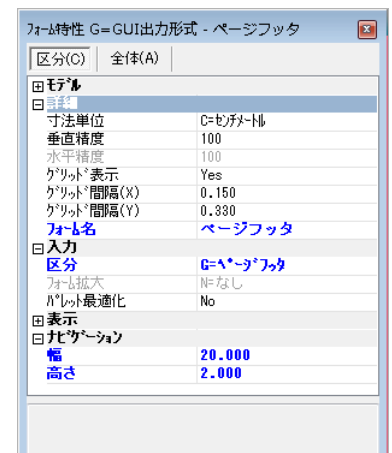 ﾌｫｰﾑ特性 G=GUI出力形式 - ページフッタ
区分(C) 全体(A)
ﾓﾃﾞﾙ
詳細
寸法単位 C=ｾﾝﾁﾒｰﾄﾙ
垂直精度 100
水平精度 100
ｸﾞﾘｯﾄﾞ表示 Yes
ｸﾞﾘｯﾄﾞ間隔(X) 0.150
ｸﾞﾘｯﾄﾞ間隔(Y) 0.330
ﾌｫｰﾑ名 ページフッタ
入力
区分 G=ﾍﾟｰｼﾞﾌｯﾀ
ﾌｫｰﾑ拡大 N=なし
ﾊﾟﾚｯﾄ最適化 No
表示
ﾅﾋﾞｹﾞｰｼｮﾝ
幅 20.000
高さ 2.000